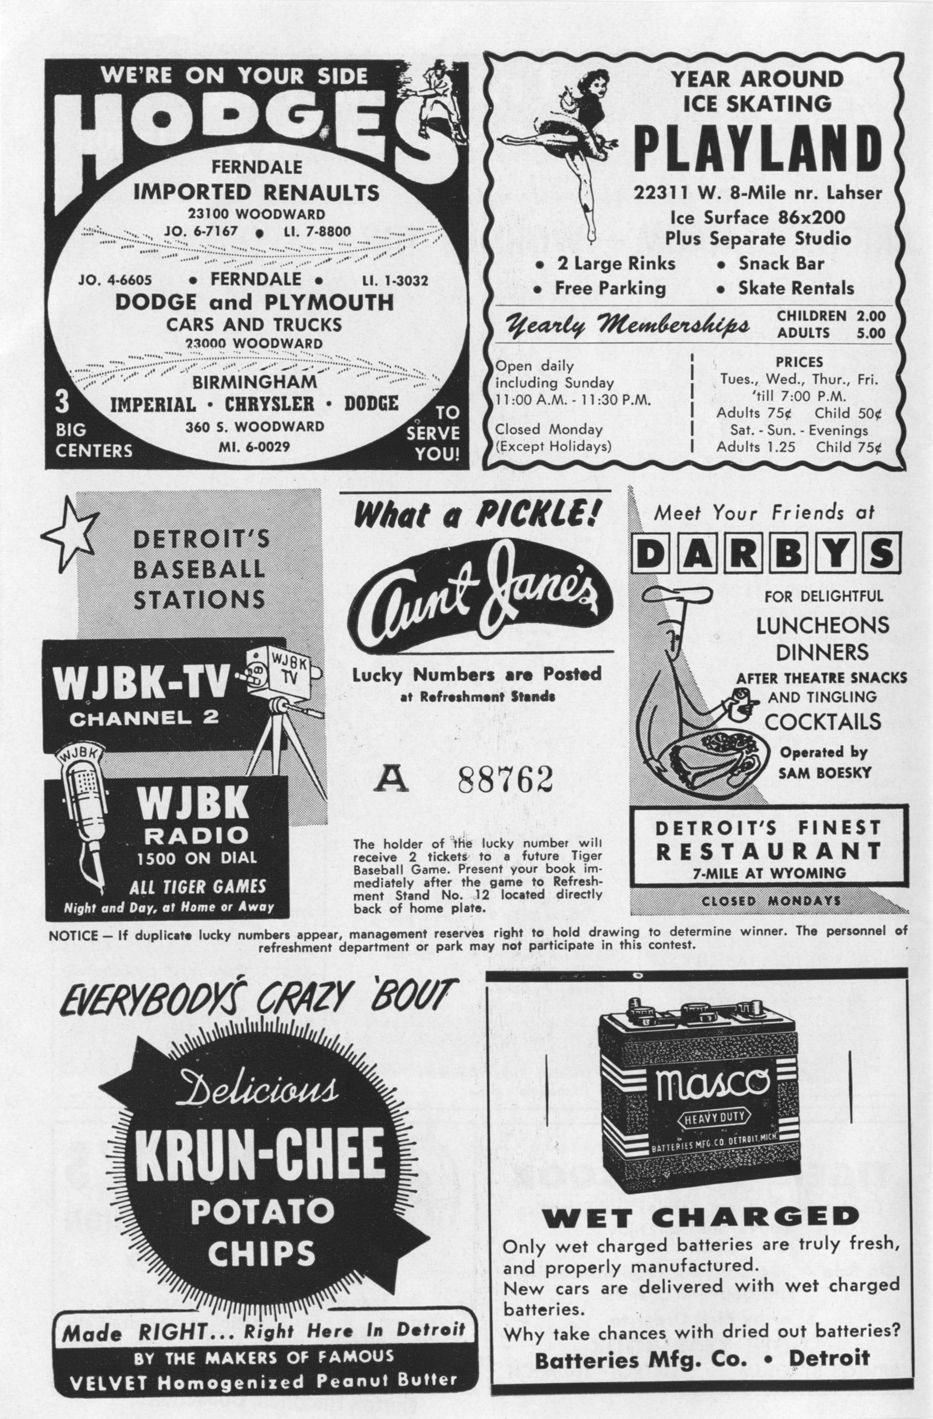 WE'RE ON YOUR SIDE
HODGES
FERNDALE
IMPORTED RENAULTS
23100 WOODWARD
JO. 6-7167 • LI. 7-8800
JO. 4-6605 • FERNDALE • LI. 1-3032
DODGE and PLYMOUTH
CARS AND TRUCKS
23000 WOODWARD
BIRMINGHAM
IMPERIAL · CHRYSLER · DODGE
360 S. WOODWARD
MI. 6-0029
3
BIG
CENTERS
TO
SERVE
YOU!
YEAR AROUND
ICE SKATING
PLAYLAND
22311 W. 8-Mile nr. Lahser
Ice Surface 86x200
Plus Separate Studio
• 2 Large Rinks • Snack Bar
• Free Parking • Skate Rentals
Yearly Memberships
CHILDREN 2.00
ADULTS 5.00
Open daily
including Sunday
11:00 A.M. - 11:30 P.M.
Closed Monday
(Except Holidays)
PRICES
Tues., Wed., Thur., Fri.
'till 7:00 P.M.
Adults 75¢ Child 50¢
Sat. - Sun. - Evenings
Adults 1.25 Child 75¢
DETROIT'S
BASEBALL
STATIONS
WJBK-TV
CHANNEL 2
WJBK
TV
WJBK
WJBK
RADIO
1500 ON DIAL
ALL TIGER GAMES
Night and Day, at Home or Away
What a PICKLE!
Aunt Jane's
Lucky Numbers are Posted
at Refreshment Stands
A 88762
The holder of the lucky number will
receive 2 tickets to a future Tiger
Baseball Game. Present your book im-
mediately after the game to Refresh-
ment Stand No. 12 located directly
back of home plate.
Meet Your Friends at
DARBYS
FOR DELIGHTFUL
LUNCHEONS
DINNERS
AFTER THEATRE SNACKS
AND TINGLING
COCKTAILS
Operated by
SAM BOESKY
DETROIT'S FINEST
RESTAURANT
7-MILE AT WYOMING
CLOSED MONDAYS
NOTICE — If duplicate lucky numbers appear, management reserves right to hold drawing to determine winner. The personnel of
refreshment department or park may not participate in this contest.
EVERYBODY'S CRAZY 'BOUT
Delicious
KRUN-CHEE
POTATO
CHIPS
Made RIGHT... Right Here In Detroit
BY THE MAKERS OF FAMOUS
VELVET Homogenized Peanut Butter
masco
HEAVY DUTY
BATTERIES MFG. CO. DETROIT, MICH.
WET CHARGED
Only wet charged batteries are truly fresh,
and properly manufactured.
New cars are delivered with wet charged
batteries.
Why take chances with dried out batteries?
Batteries Mfg. Co. • Detroit